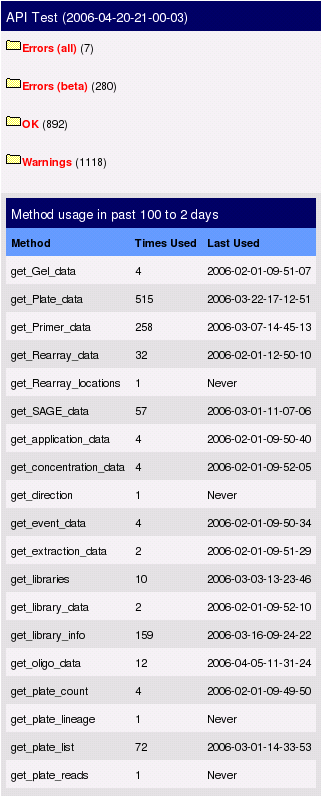 API Test (2006-04-20-21-00-03)
Errors (all) (7)
Errors (beta) (280)
OK (892)
Warnings (1118)
Method usage in past 100 to 2 days
Method Times Used Last Used
get_Gel_data 4 2006-02-01-09-51-07
get_Plate_data 515 2006-03-22-17-12-51
get_Primer_data 258 2006-03-07-14-45-13
get_Rearray_data 32 2006-02-01-12-50-10
get_Rearray_locations 1 Never
get_SAGE_data 57 2006-03-01-11-07-06
get_application_data 4 2006-02-01-09-50-40
get_concentration_data 4 2006-02-01-09-52-05
get_direction 1 Never
get_event_data 4 2006-02-01-09-50-34
get_extraction_data 2 2006-02-01-09-51-29
get_libraries 10 2006-03-03-13-23-46
get_library_data 2 2006-02-01-09-52-10
get_library_info 159 2006-03-16-09-24-22
get_oligo_data 12 2006-04-05-11-31-24
get_plate_count 4 2006-02-01-09-49-50
get_plate_lineage 1 Never
get_plate_list 72 2006-03-01-14-33-53
get_plate_reads 1 Never